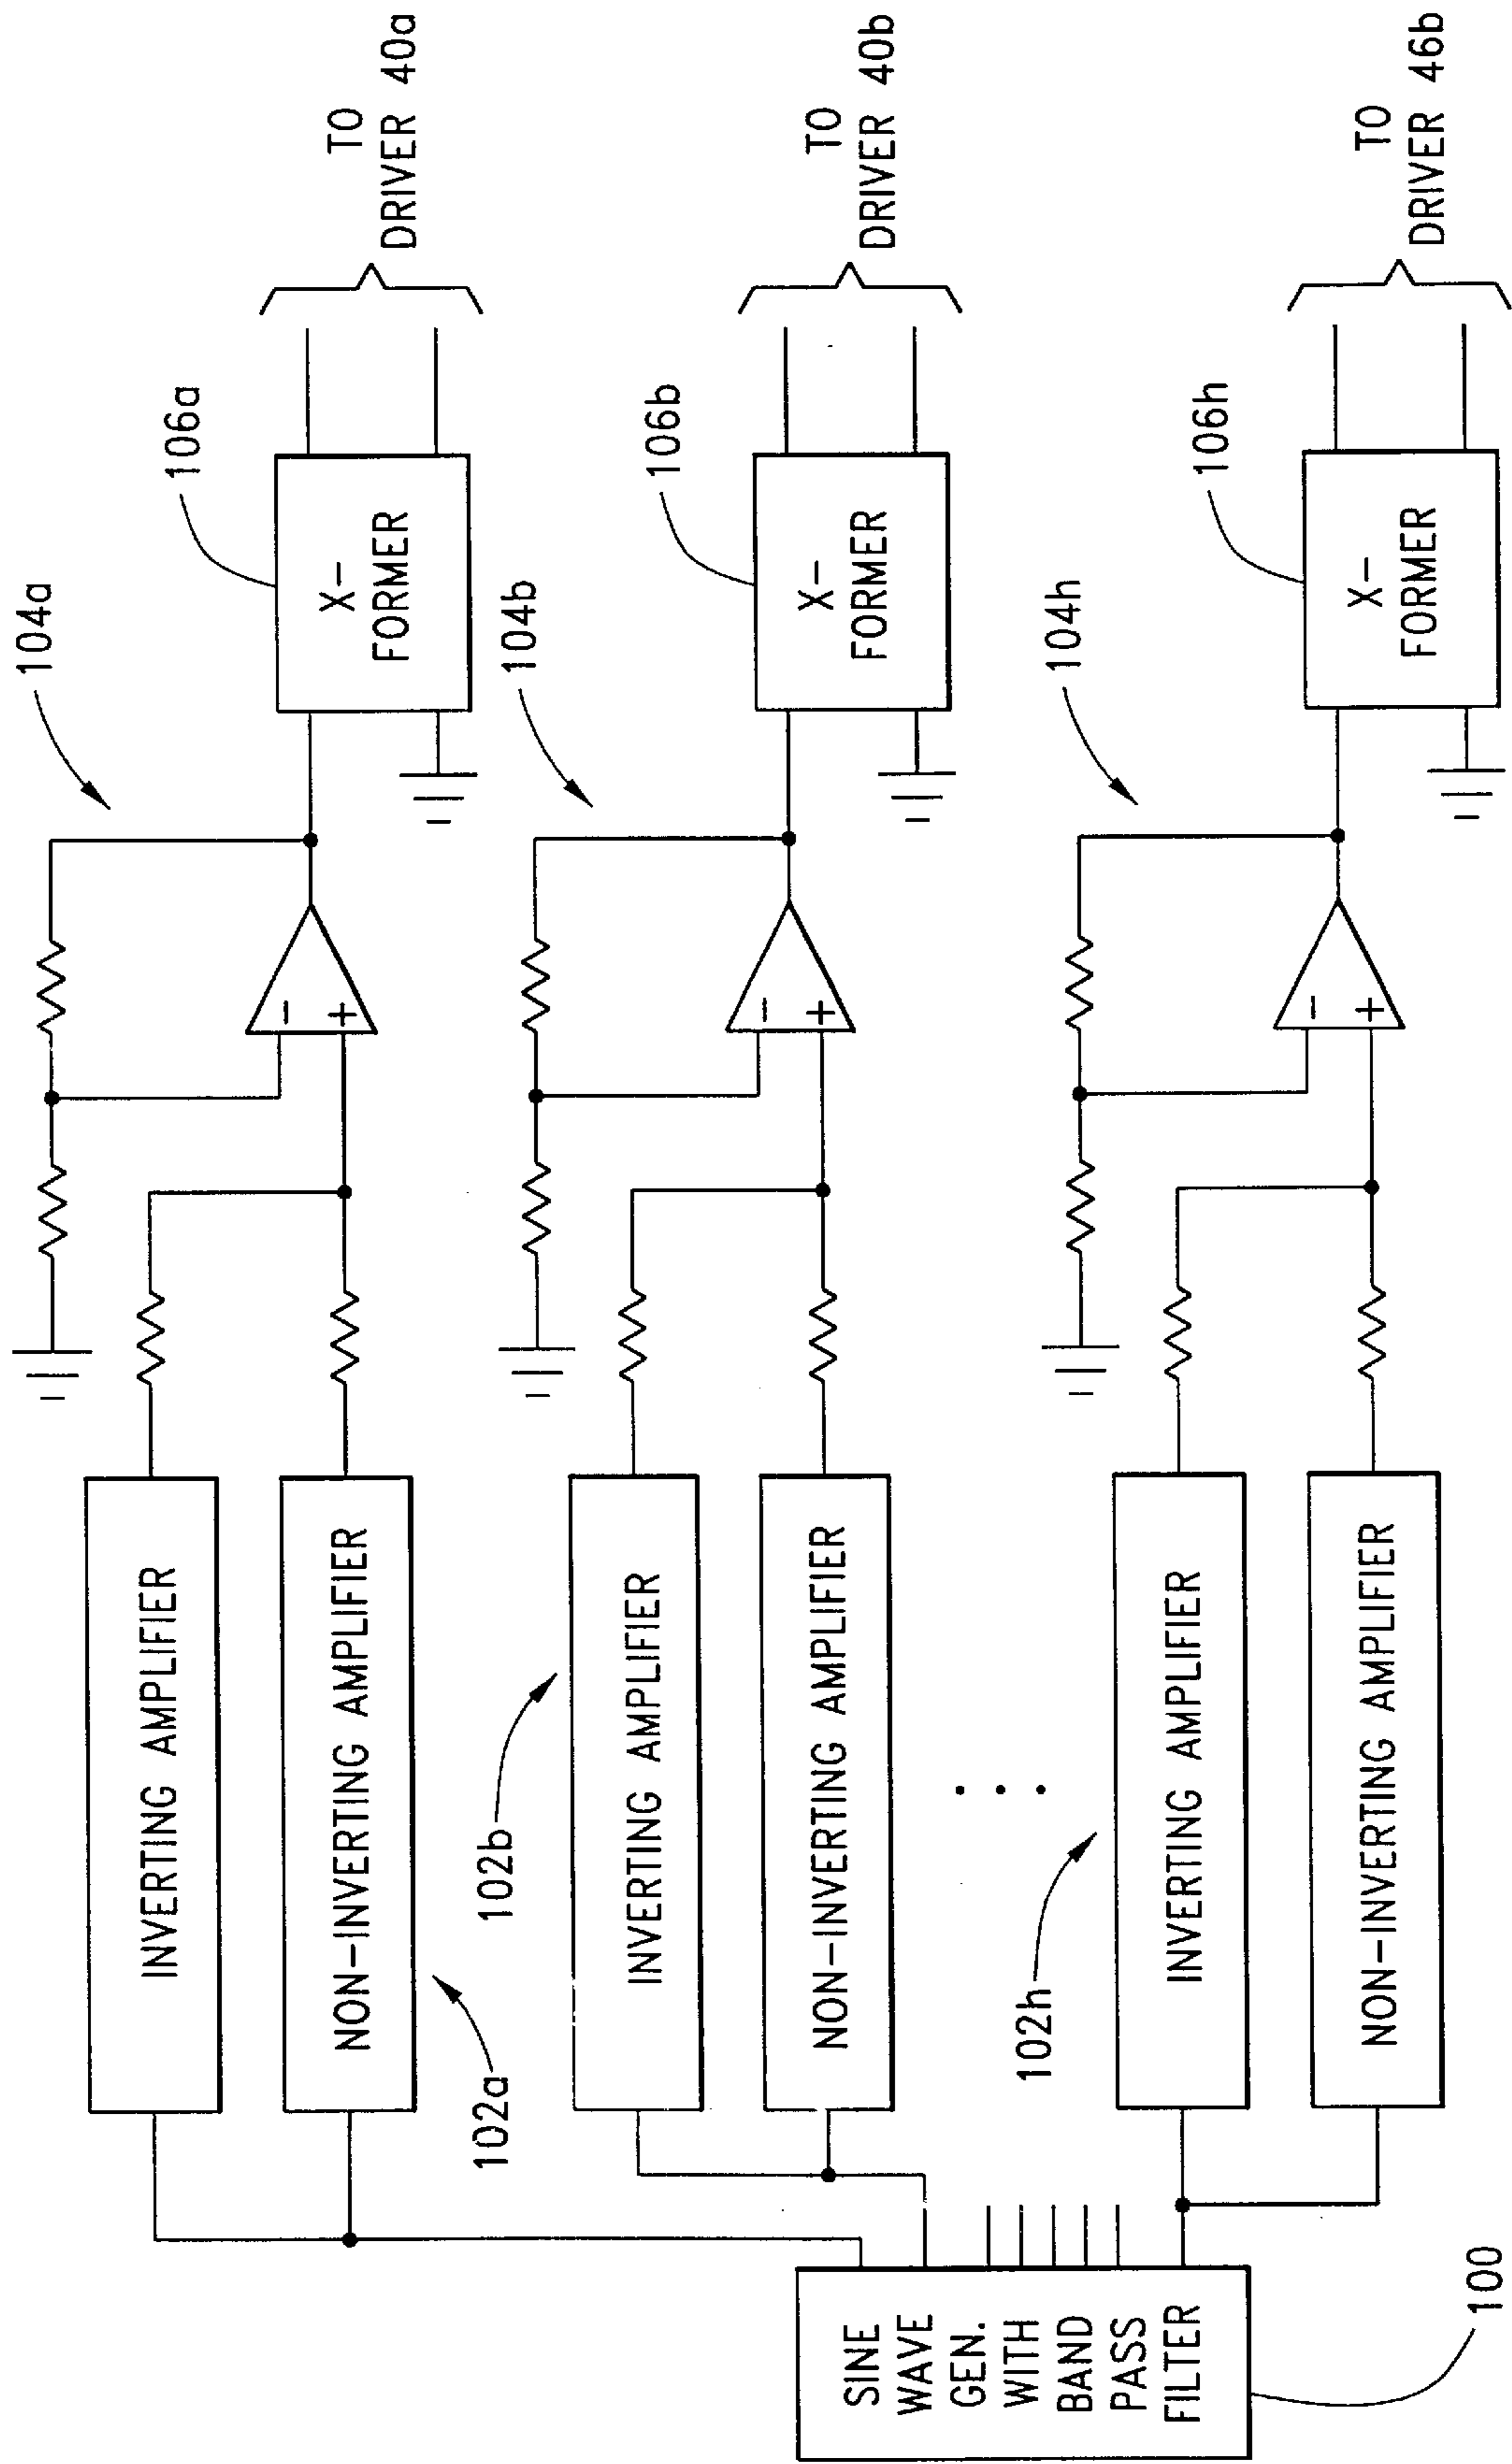 104a
106a
X-
FORMER
TO
DRIVER 40a
−
+
INVERTING AMPLIFIER
NON-INVERTING AMPLIFIER
102a
104b
106b
X-
FORMER
TO
DRIVER 40b
−
+
102b
INVERTING AMPLIFIER
NON-INVERTING AMPLIFIER
. . .
104h
106h
X-
FORMER
TO
DRIVER 46b
−
+
102h
INVERTING AMPLIFIER
NON-INVERTING AMPLIFIER
SINE
WAVE
GEN.
WITH
BAND
PASS
FILTER
100